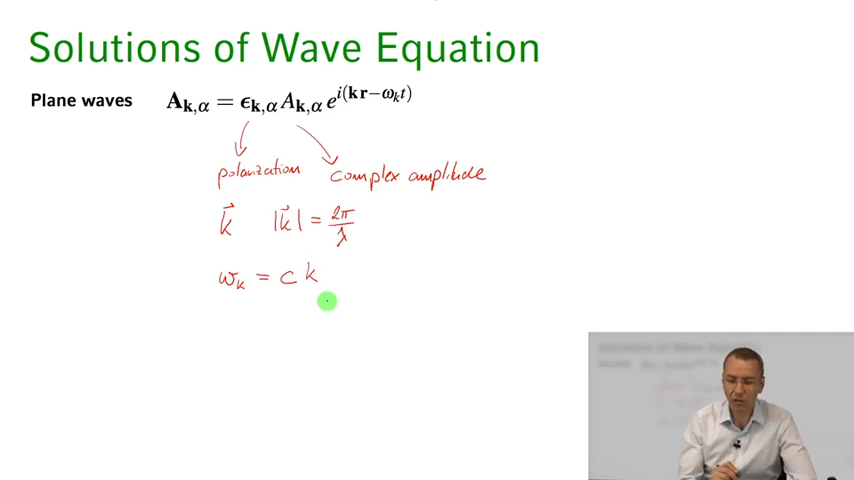 Solutions of Wave Equation
Plane waves A_{k,α} = ϵ_{k,α} A_{k,α} e^{i(kr−ω_k t)}
polarization complex amplitude
k⃗ |k⃗| = 2π/λ
ω_k = c k